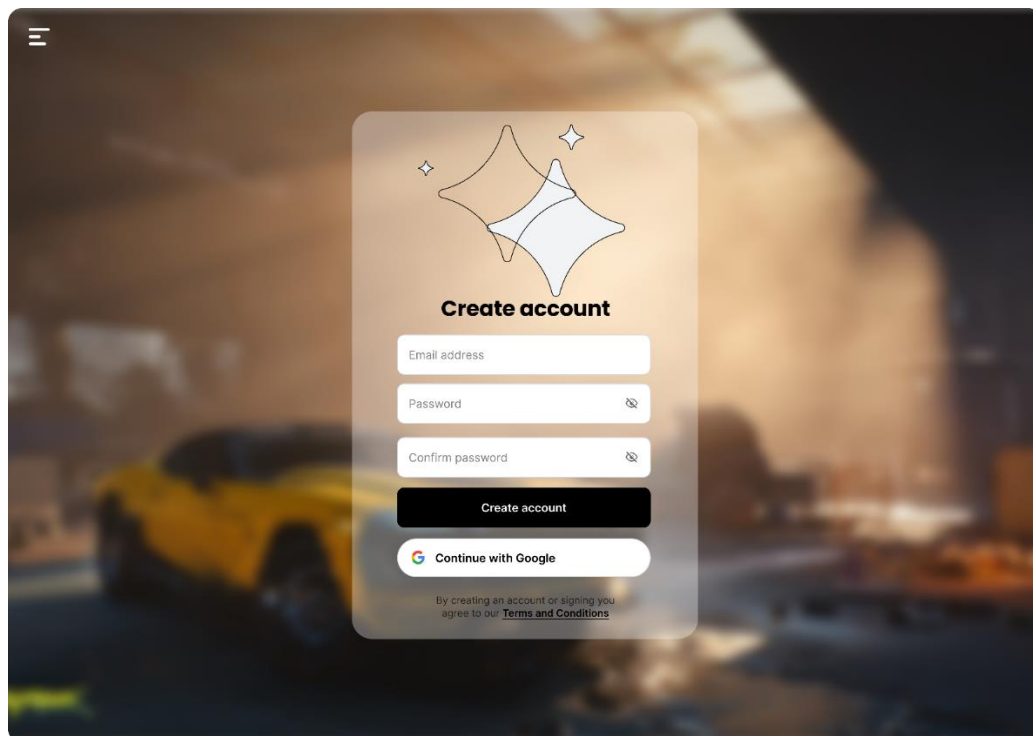 Create account
Email address
Password
Confirm password
Create account
Continue with Google
By creating an account or signing you
agree to our Terms and Conditions